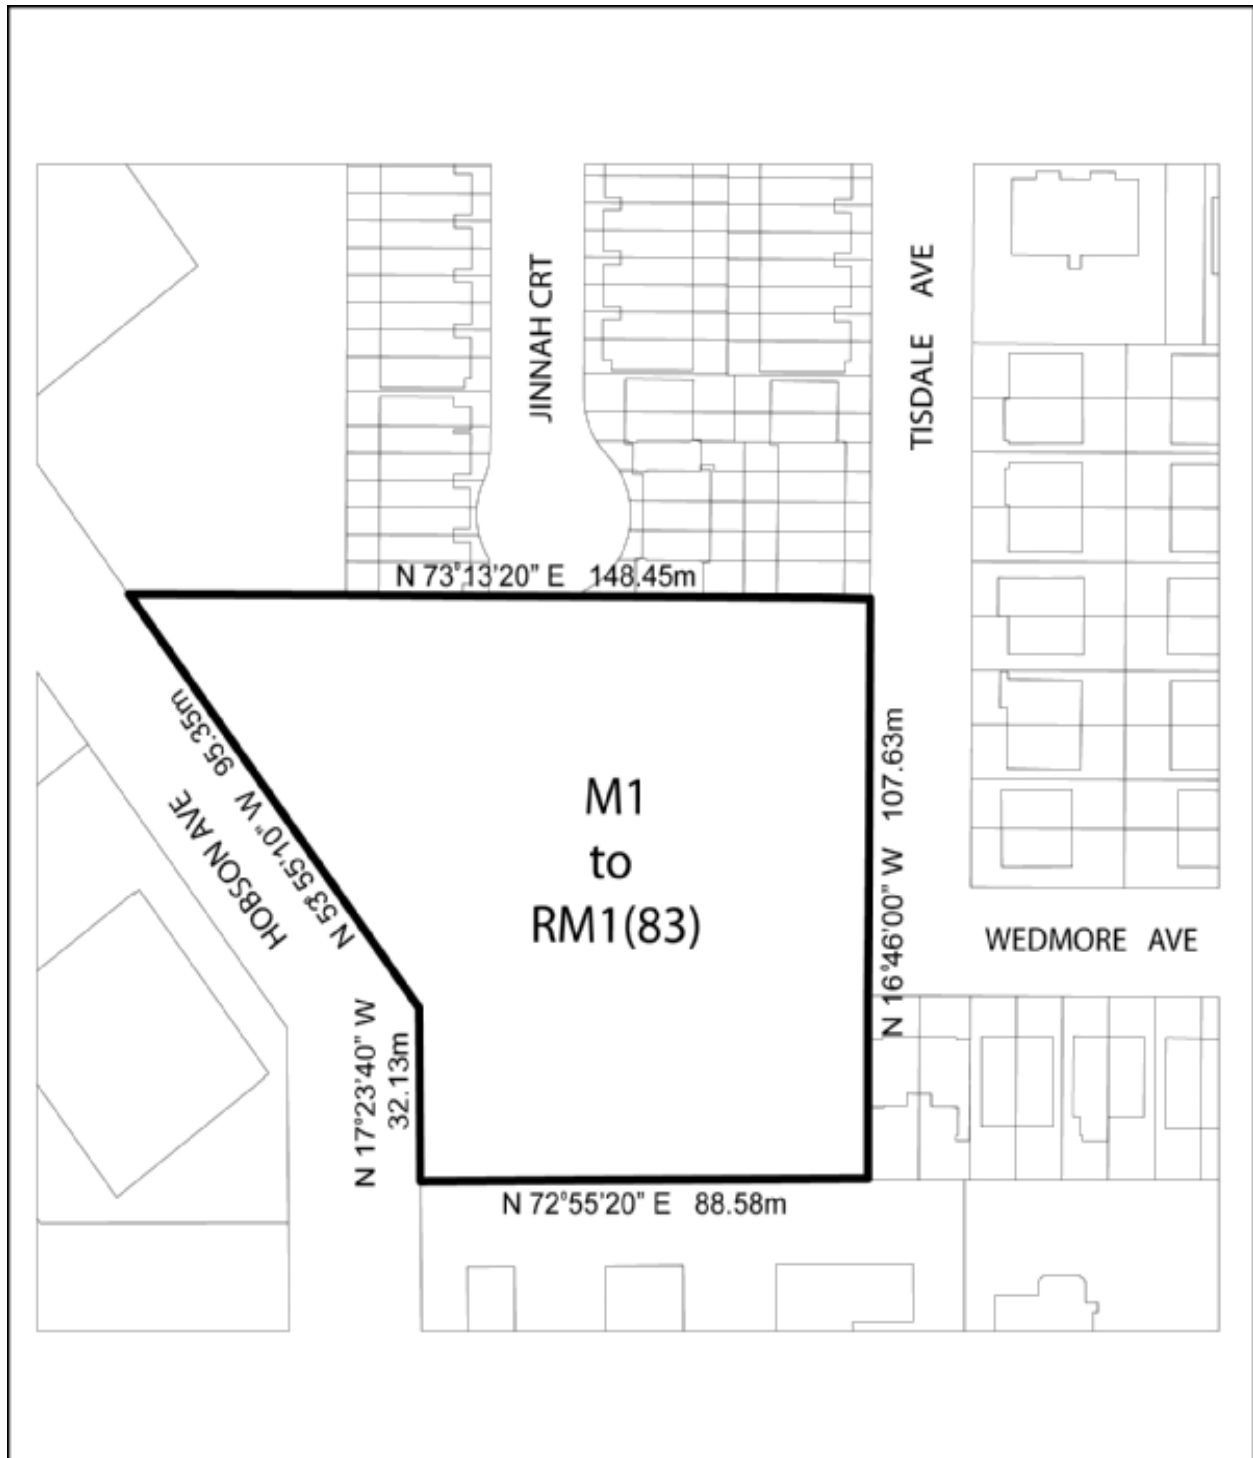 JINNAH CRT
TISDALE AVE
N 73°13'20" E 148.45m
N 53°55'10" W 95.35m
HOBSON AVE
M1
to
RM1(83)
N 16°46'00" W 107.63m
WEDMORE AVE
N 17°23'40" W
32.13m
N 72°55'20" E 88.58m